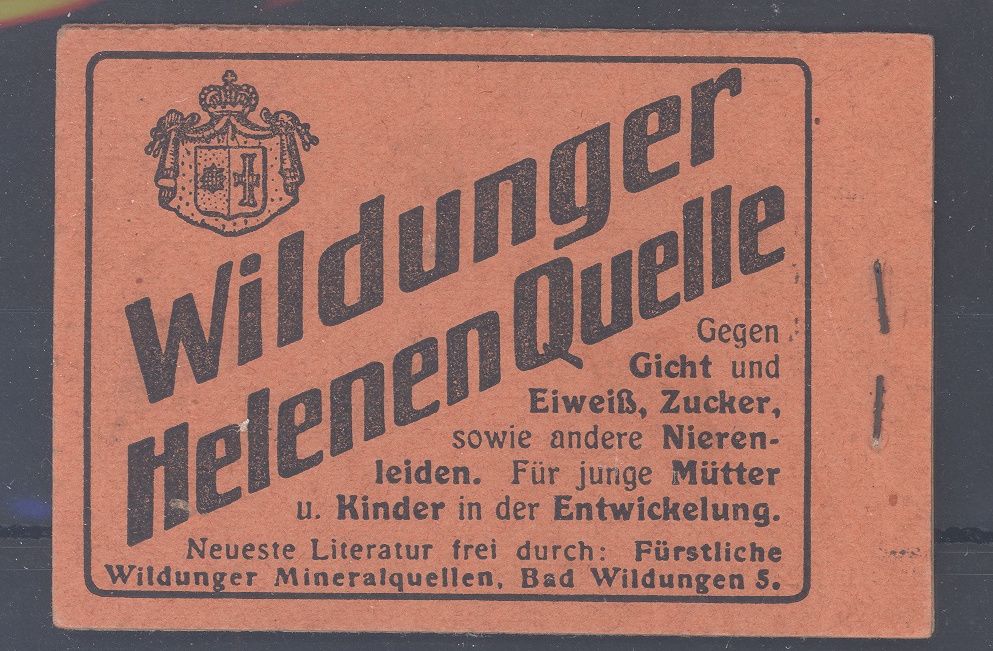 Wildunger
Helenen Quelle
Gegen
Gicht und
Eiweiß, Zucker,
sowie andere Nieren-
leiden. Für junge Mütter
u. Kinder in der Entwickelung.
Neueste Literatur frei durch: Fürstliche
Wildunger Mineralquellen, Bad Wildungen 5.